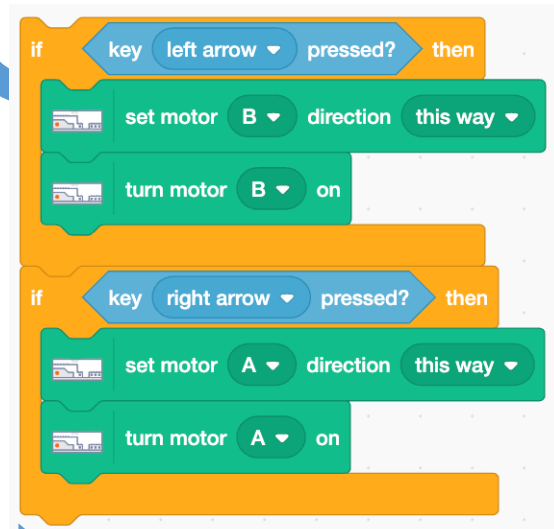 if key left arrow pressed? then
set motor B direction this way
turn motor B on
if key right arrow pressed? then
set motor A direction this way
turn motor A on